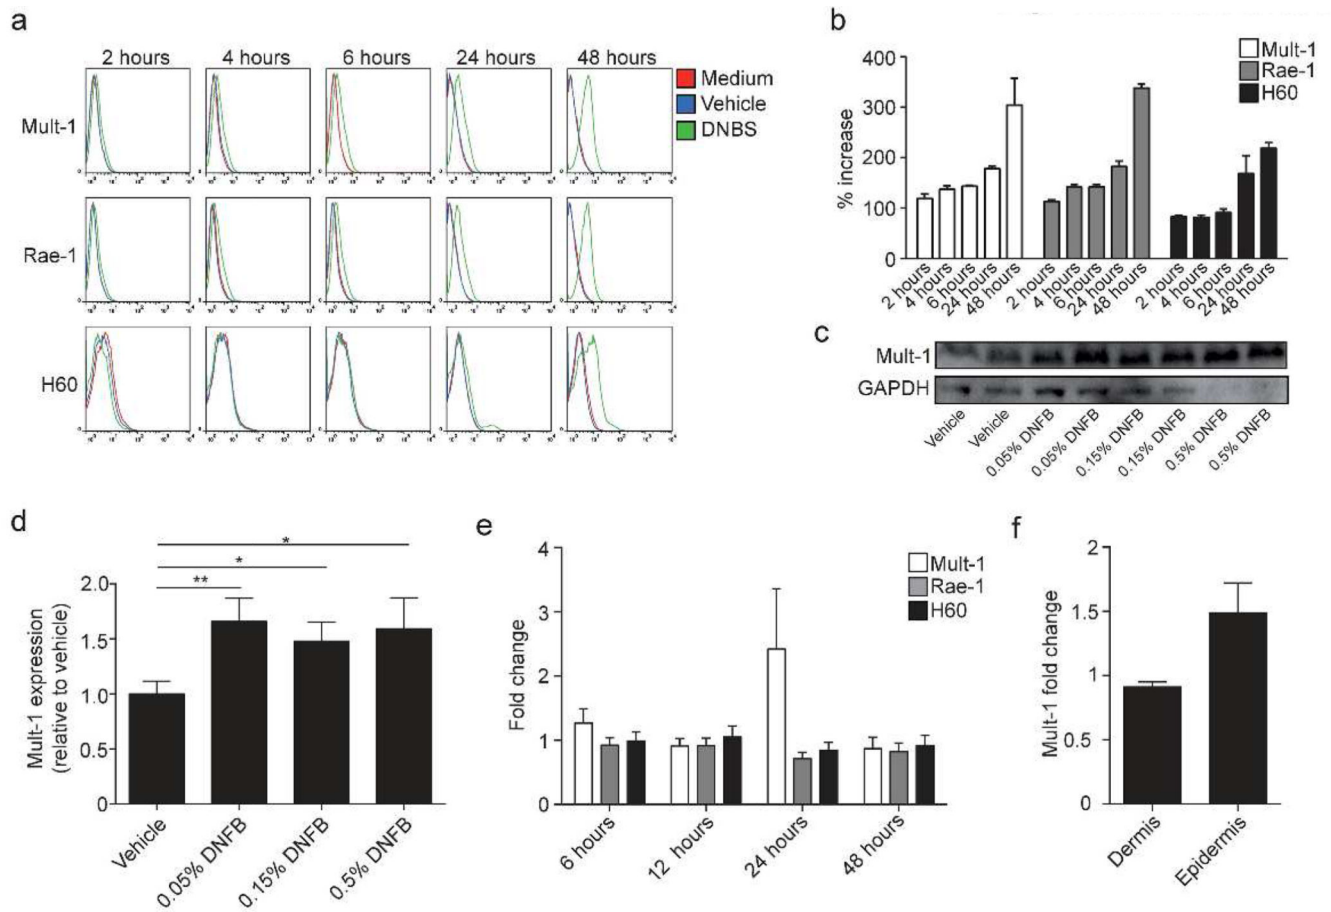 a
2 hours 4 hours 6 hours 24 hours 48 hours
Medium
Vehicle
DNBS
Mult-1
Rae-1
H60
b
Mult-1
Rae-1
H60
% increase
400
300
200
100
0
2 hours 4 hours 6 hours 24 hours 48 hours 2 hours 4 hours 6 hours 24 hours 48 hours 2 hours 4 hours 6 hours 24 hours 48 hours
c
Mult-1
GAPDH
Vehicle Vehicle 0.05% DNFB 0.05% DNFB 0.15% DNFB 0.15% DNFB 0.5% DNFB 0.5% DNFB
d
*
*
**
Mult-1 expression
(relative to vehicle)
2.0
1.5
1.0
0.5
0
Vehicle 0.05% DNFB 0.15% DNFB 0.5% DNFB
e
Mult-1
Rae-1
H60
Fold change
4
3
2
1
0
6 hours 12 hours 24 hours 48 hours
f
Mult-1 fold change
2
1.5
1
0.5
0
Dermis Epidermis